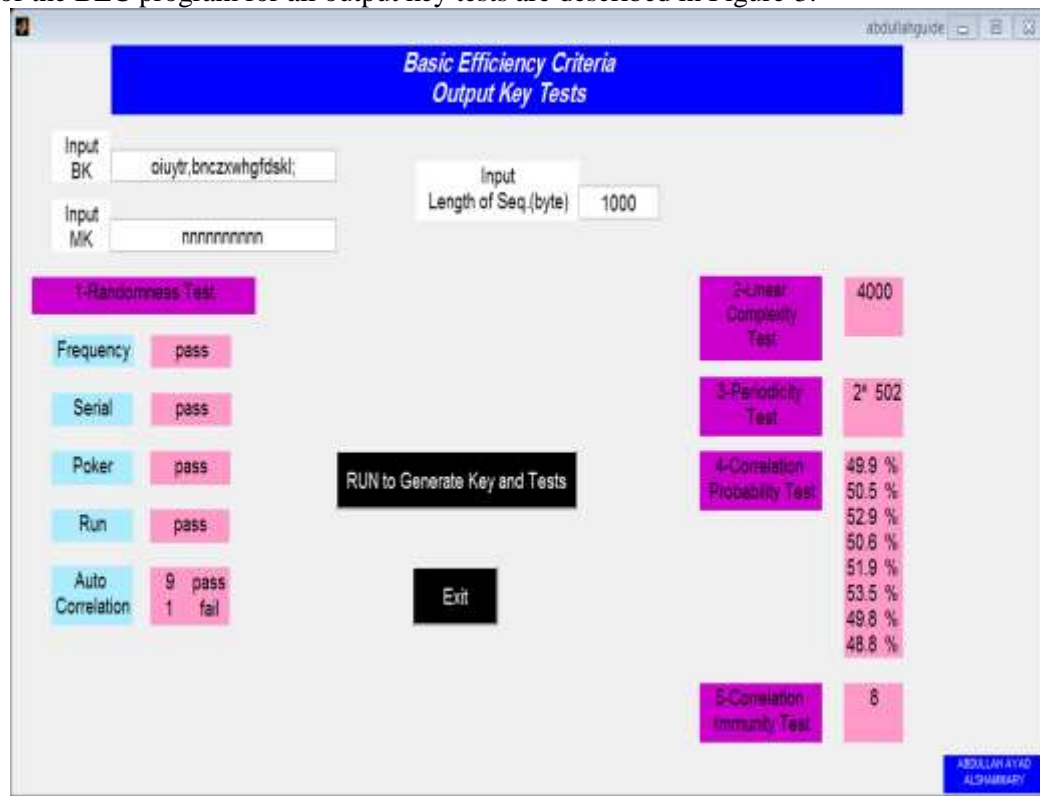 of the BEC program for an output key tests are described in Figure 3.
abdullahguide
Basic Efficiency Criteria
Output Key Tests
Input
BK
oiuytr,bnczxwhgfdskl;
Input
Length of Seq.(byte)
1000
Input
MK
nnnnnnnnnn
1-Randomness Test
Frequency
pass
Serial
pass
Poker
pass
Run
pass
Auto
Correlation
9 pass
1 fail
RUN to Generate Key and Tests
Exit
2-Linear
Complexity
Test
4000
3-Periodicity
Test
2^ 502
4-Correlation
Probability Test
49.9 %
50.5 %
52.9 %
50.6 %
51.9 %
53.5 %
49.8 %
48.8 %
5-Correlation
Immunity Test
8
ABDULLAH AYAD
ALSHAMMARY